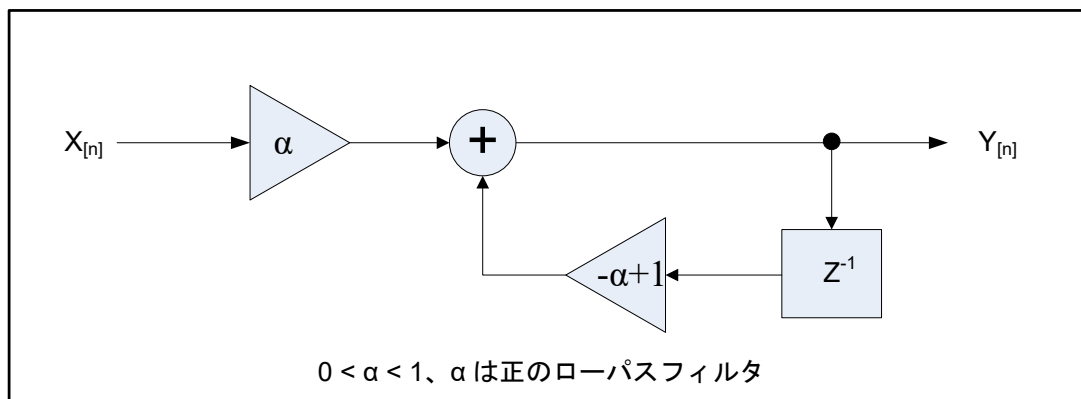 X[n]
α
+
Y[n]
-α+1
Z-1
0 < α < 1、α は正のローパスフィルタ